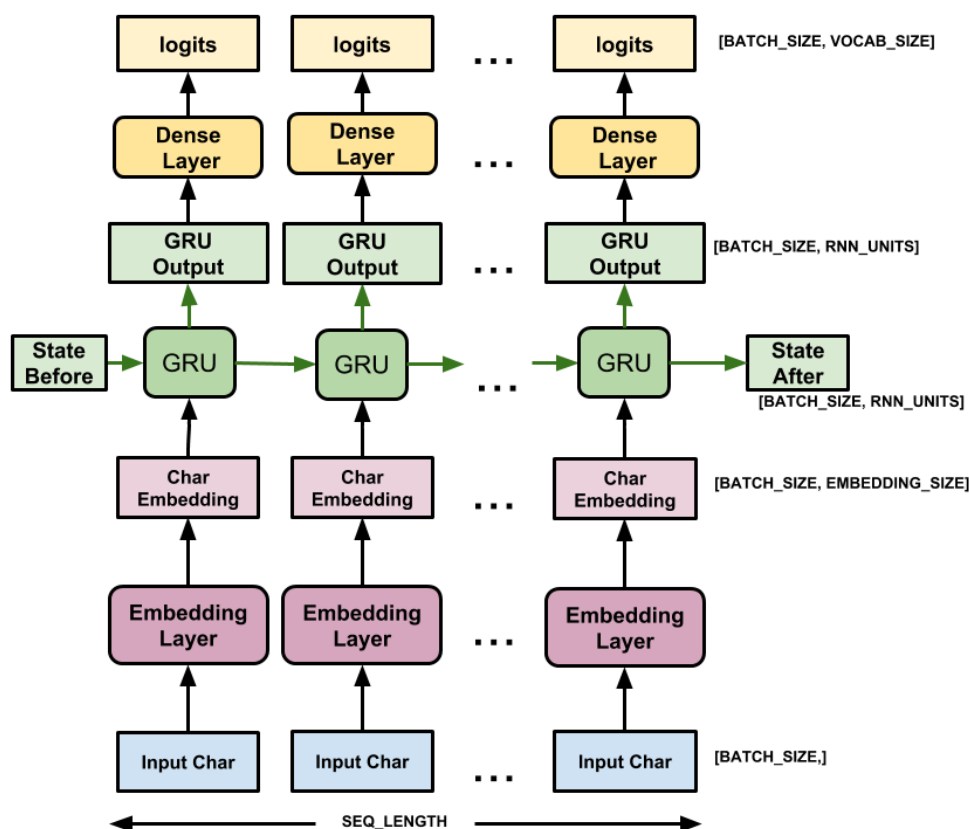 logits
logits
...
logits
[BATCH_SIZE, VOCAB_SIZE]
Dense
Layer
Dense
Layer
...
Dense
Layer
GRU
Output
GRU
Output
...
GRU
Output
[BATCH_SIZE, RNN_UNITS]
State
Before
GRU
GRU
...
GRU
State
After
[BATCH_SIZE, RNN_UNITS]
Char
Embedding
Char
Embedding
...
Char
Embedding
[BATCH_SIZE, EMBEDDING_SIZE]
Embedding
Layer
Embedding
Layer
...
Embedding
Layer
Input Char
Input Char
...
Input Char
[BATCH_SIZE,]
SEQ_LENGTH